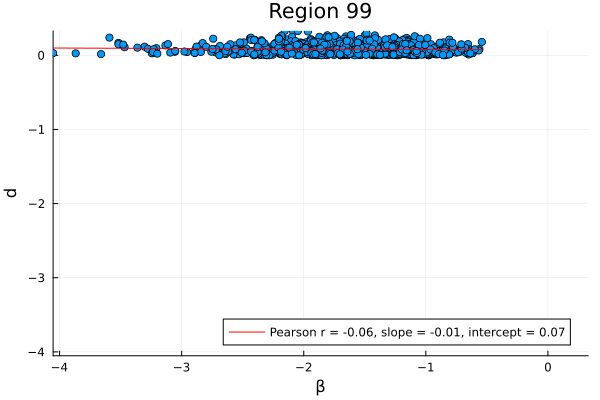 Region 99
0
−1
−2
−3
−4
d
Pearson r = -0.06, slope = -0.01, intercept = 0.07
−4 −3 −2 −1 0
β